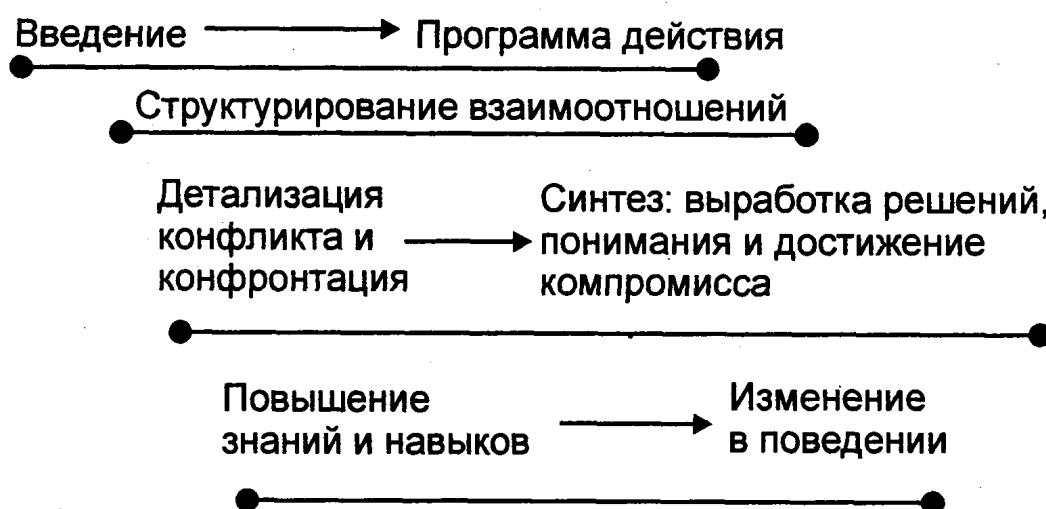 Введение Программа действия
Структурирование взаимоотношений
Детализация
конфликта и
конфронтация
Синтез: выработка решений,
понимания и достижение
компромисса
Повышение
знаний и навыков
Изменение
в поведении